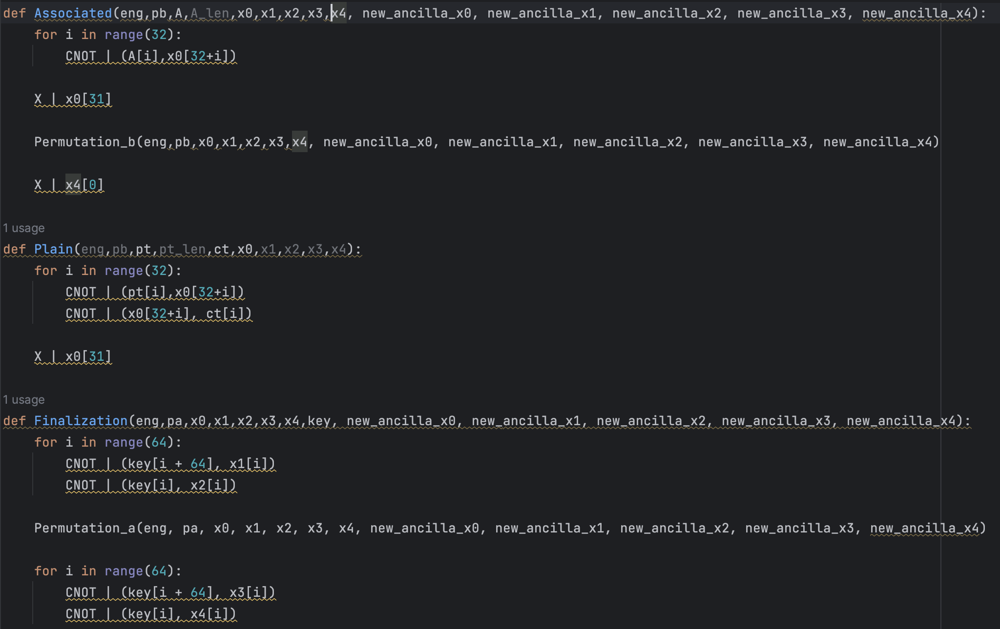 def Associated(eng,pb,A,A_len,x0,x1,x2,x3,x4, new_ancilla_x0, new_ancilla_x1, new_ancilla_x2, new_ancilla_x3, new_ancilla_x4):
    for i in range(32):
        CNOT | (A[i],x0[32+i])

    X | x0[31]

    Permutation_b(eng,pb,x0,x1,x2,x3,x4, new_ancilla_x0, new_ancilla_x1, new_ancilla_x2, new_ancilla_x3, new_ancilla_x4)

    X | x4[0]

1 usage
def Plain(eng,pb,pt,pt_len,ct,x0,x1,x2,x3,x4):
    for i in range(32):
        CNOT | (pt[i],x0[32+i])
        CNOT | (x0[32+i], ct[i])

    X | x0[31]

1 usage
def Finalization(eng,pa,x0,x1,x2,x3,x4,key, new_ancilla_x0, new_ancilla_x1, new_ancilla_x2, new_ancilla_x3, new_ancilla_x4):
    for i in range(64):
        CNOT | (key[i + 64], x1[i])
        CNOT | (key[i], x2[i])

    Permutation_a(eng, pa, x0, x1, x2, x3, x4, new_ancilla_x0, new_ancilla_x1, new_ancilla_x2, new_ancilla_x3, new_ancilla_x4)

    for i in range(64):
        CNOT | (key[i + 64], x3[i])
        CNOT | (key[i], x4[i])